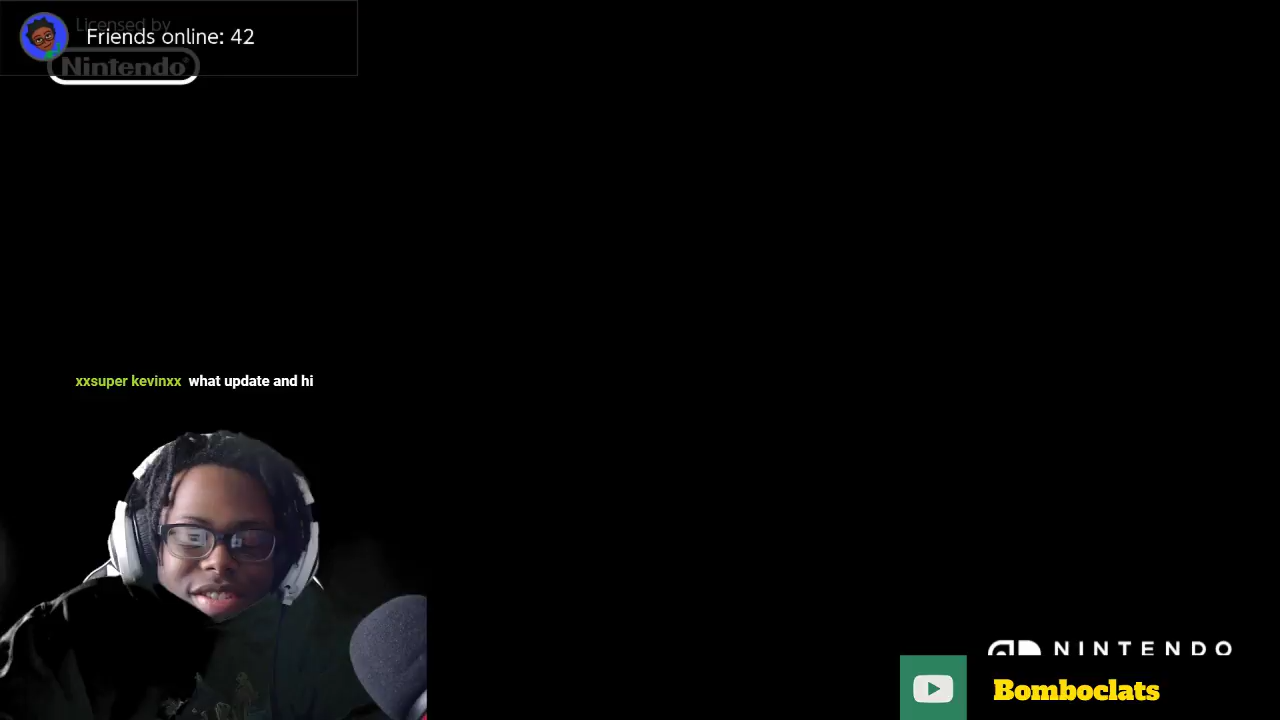 Licensed by
Friends online: 42
Nintendo®
xxsuper kevinxx what update and hi
NINTENDO
Bomboclats